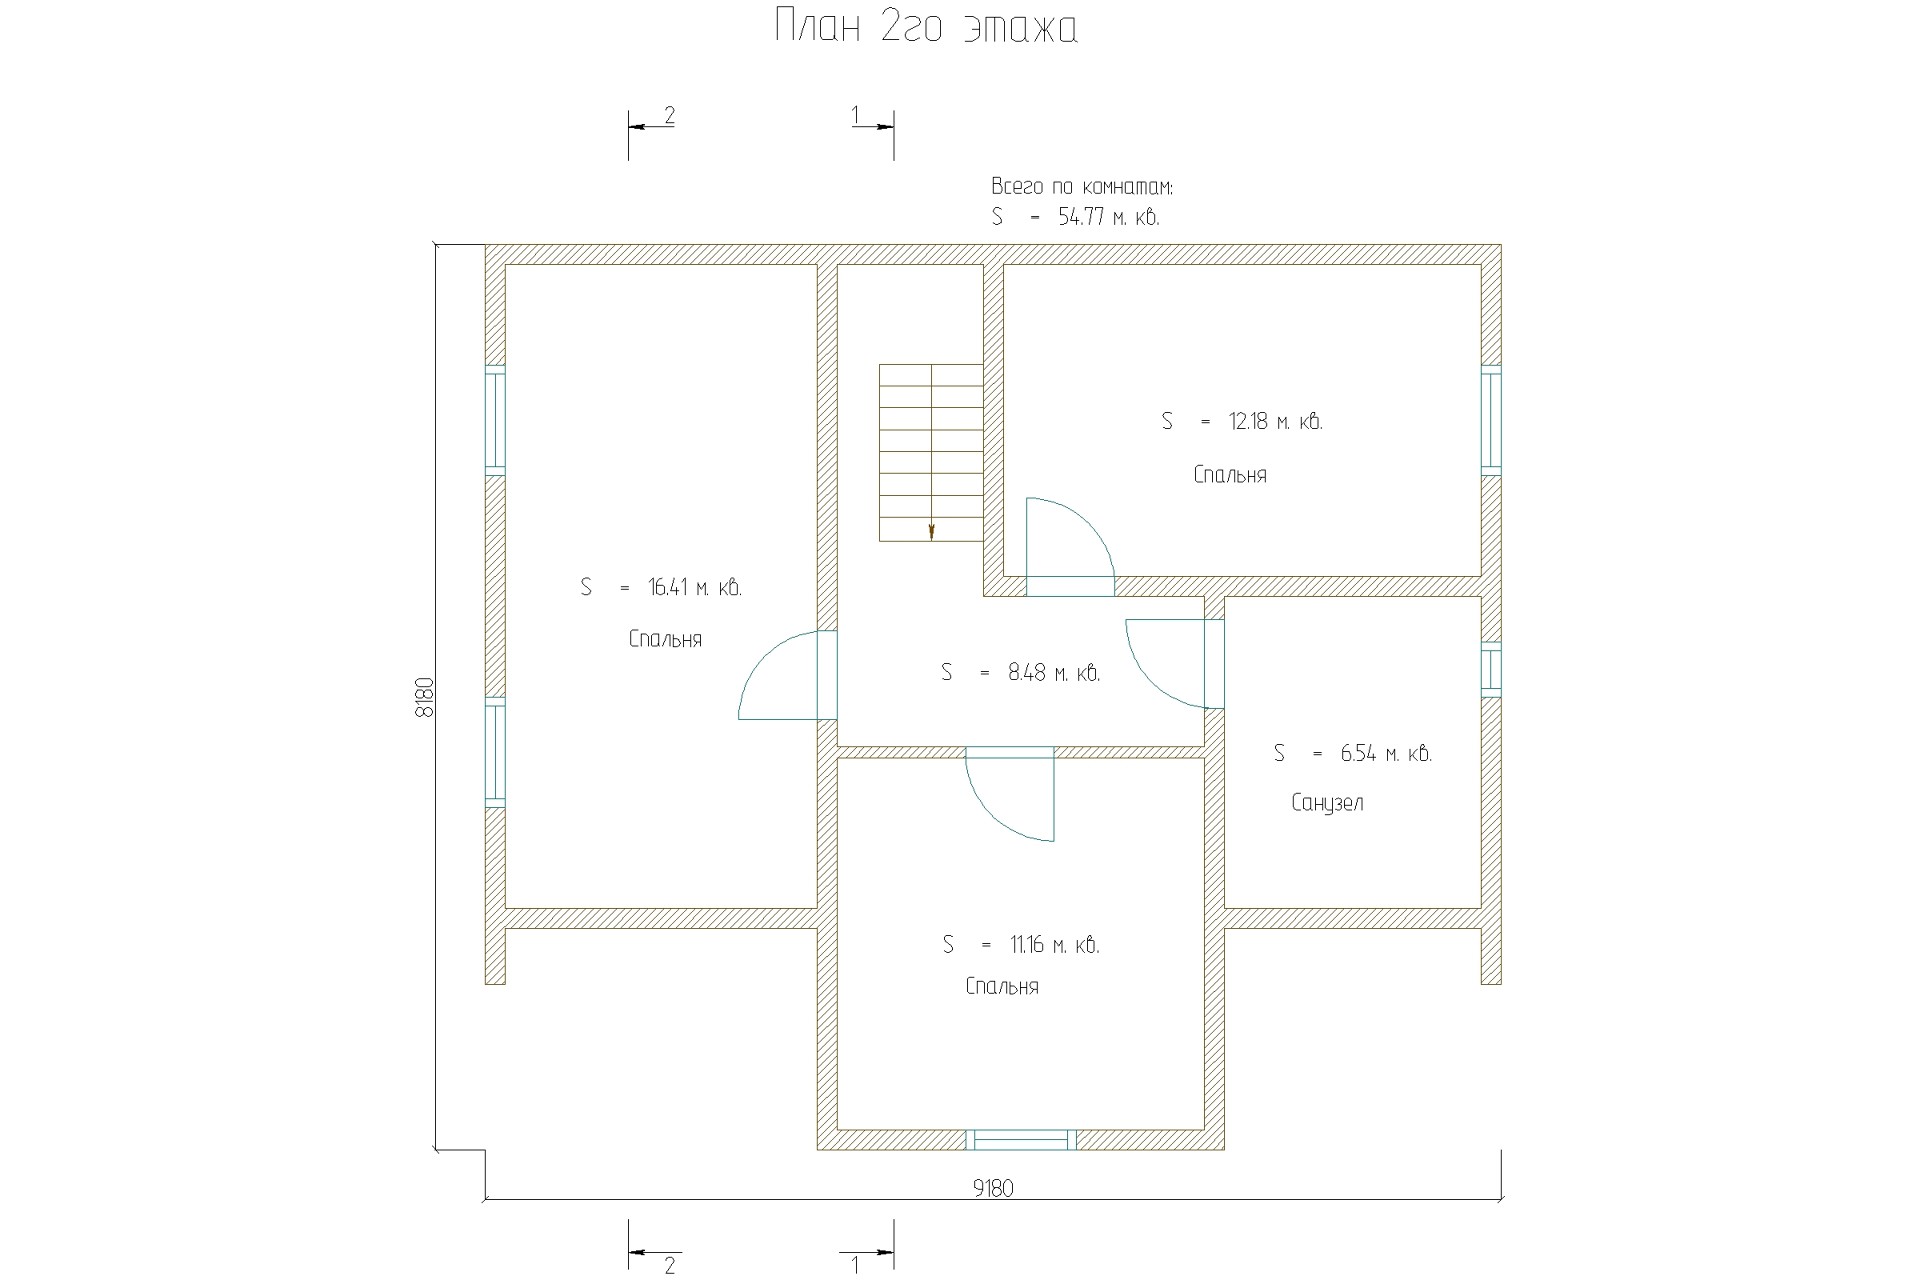 План 2го этажа
2 1
Всего по комнатам:
S = 54.77 м. кв.
S = 12.18 м. кв.
Спальня
S = 16.41 м. кв.
Спальня
S = 8.48 м. кв.
8180
S = 6.54 м. кв.
Санузел
S = 11.16 м. кв.
Спальня
9180
2 1